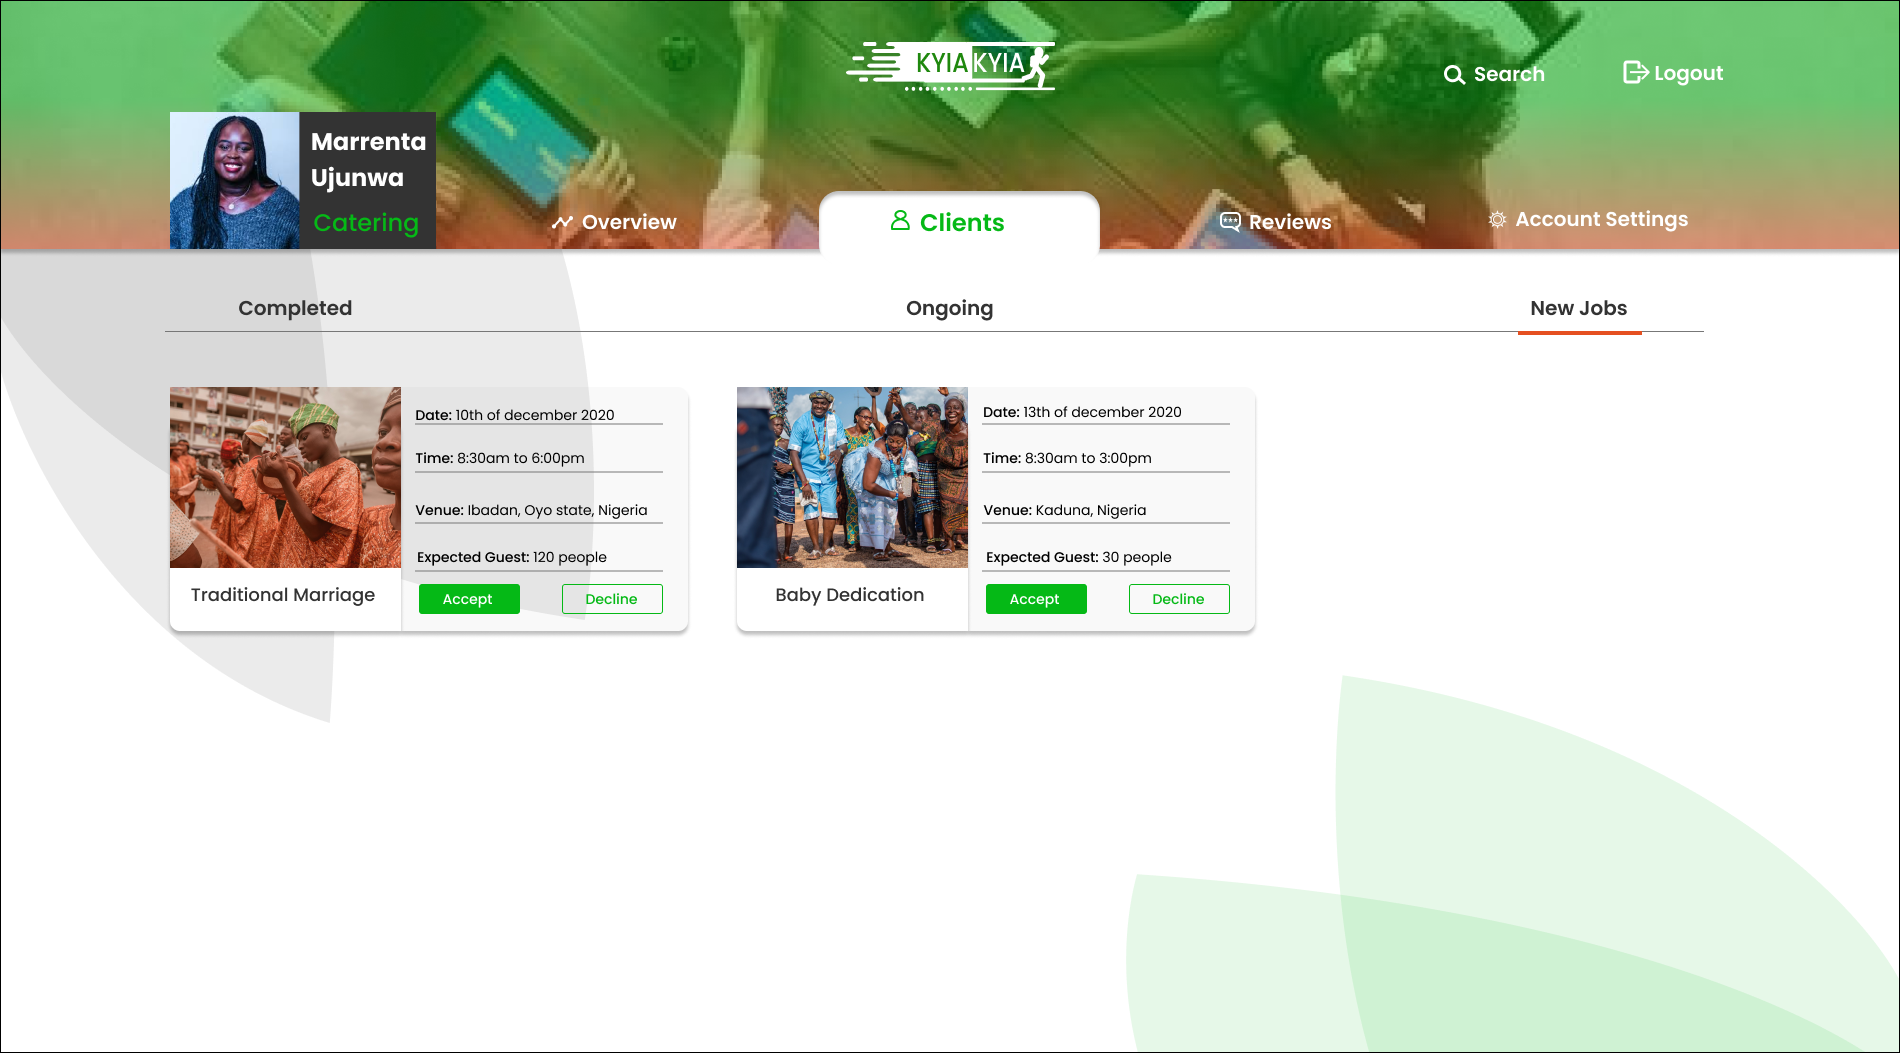 KYIAKYIA
Search
Logout
Marrenta
Ujunwa
Catering
Overview
Clients
Reviews
Account Settings
Completed
Ongoing
New Jobs
Date: 10th of december 2020
Time: 8:30am to 6:00pm
Venue: Ibadan, Oyo state, Nigeria
Expected Guest: 120 people
Traditional Marriage
Accept
Decline
Date: 13th of december 2020
Time: 8:30am to 3:00pm
Venue: Kaduna, Nigeria
Expected Guest: 30 people
Baby Dedication
Accept
Decline